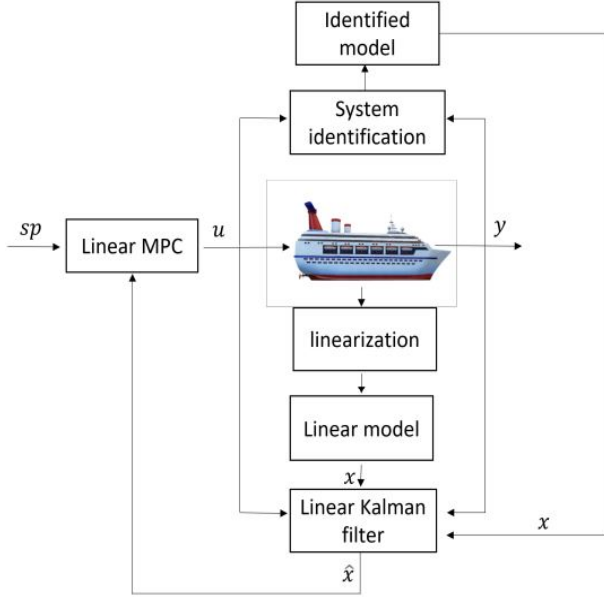 Identified
model
System
identification
sp
Linear MPC
u
y
linearization
Linear model
x
Linear Kalman
filter
x
x̂